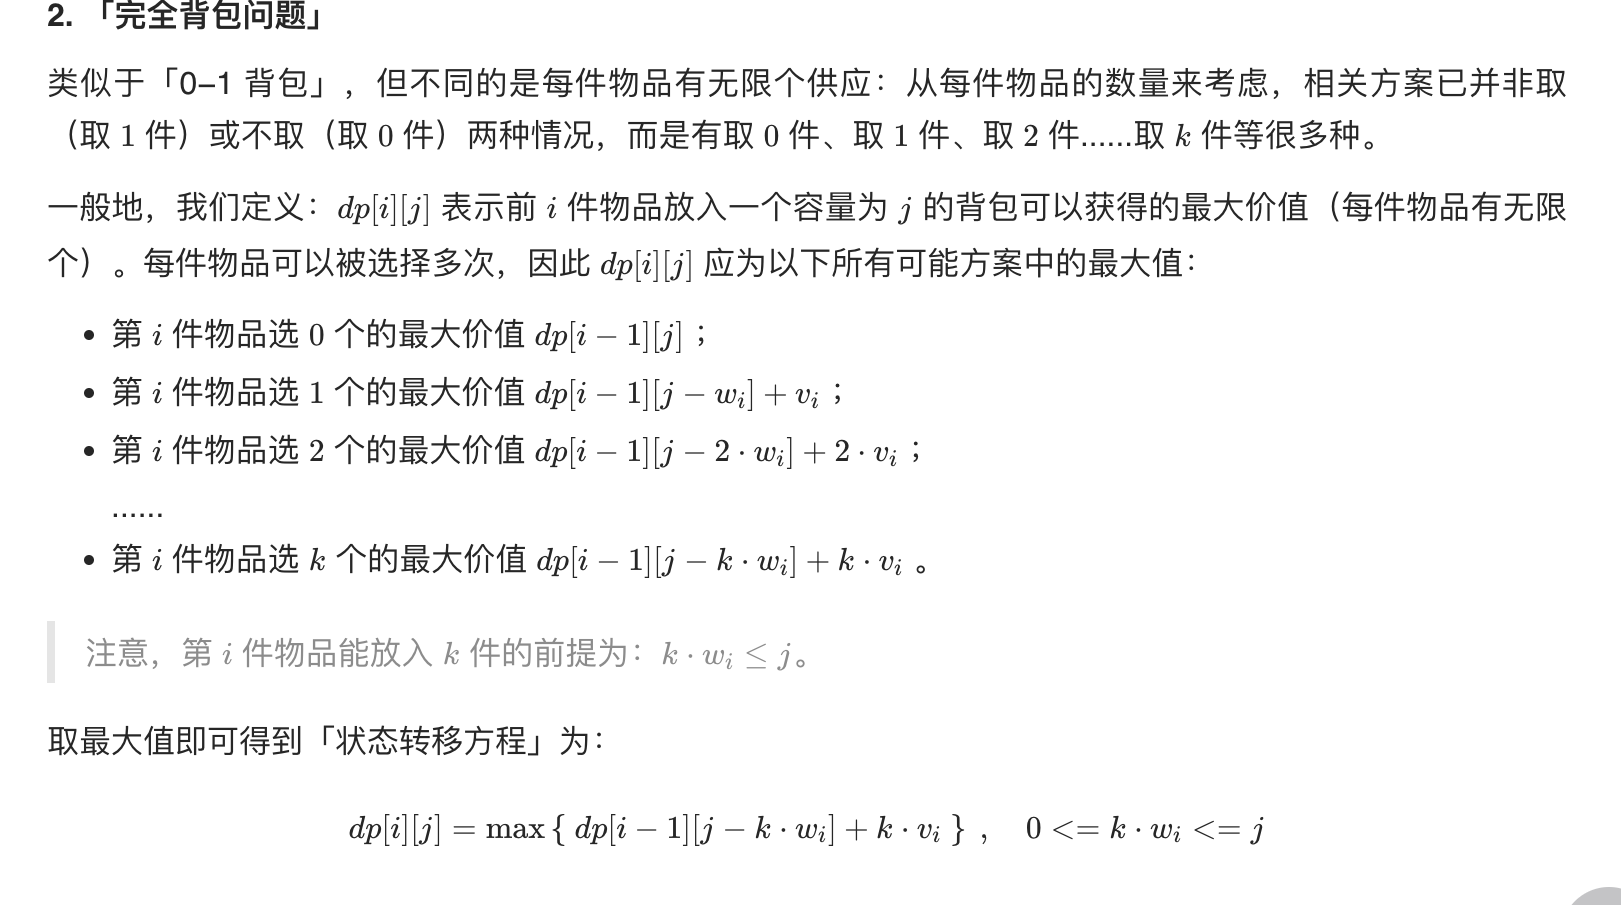 2. 「完全背包问题」
类似于「0–1 背包」，但不同的是每件物品有无限个供应：从每件物品的数量来考虑，相关方案已并非取
（取 1 件）或不取（取 0 件）两种情况，而是有取 0 件、取 1 件、取 2 件......取 k 件等很多种。
一般地，我们定义：dp[i][j] 表示前 i 件物品放入一个容量为 j 的背包可以获得的最大价值（每件物品有无限
个）。每件物品可以被选择多次，因此 dp[i][j] 应为以下所有可能方案中的最大值：
• 第 i 件物品选 0 个的最大价值 dp[i − 1][j]；
• 第 i 件物品选 1 个的最大价值 dp[i − 1][j − w_i] + v_i；
• 第 i 件物品选 2 个的最大价值 dp[i − 1][j − 2 · w_i] + 2 · v_i；
......
• 第 i 件物品选 k 个的最大价值 dp[i − 1][j − k · w_i] + k · v_i 。
注意，第 i 件物品能放入 k 件的前提为：k · w_i ≤ j。
取最大值即可得到「状态转移方程」为：
dp[i][j] = max{ dp[i − 1][j − k · w_i] + k · v_i } , 0 <= k · w_i <= j